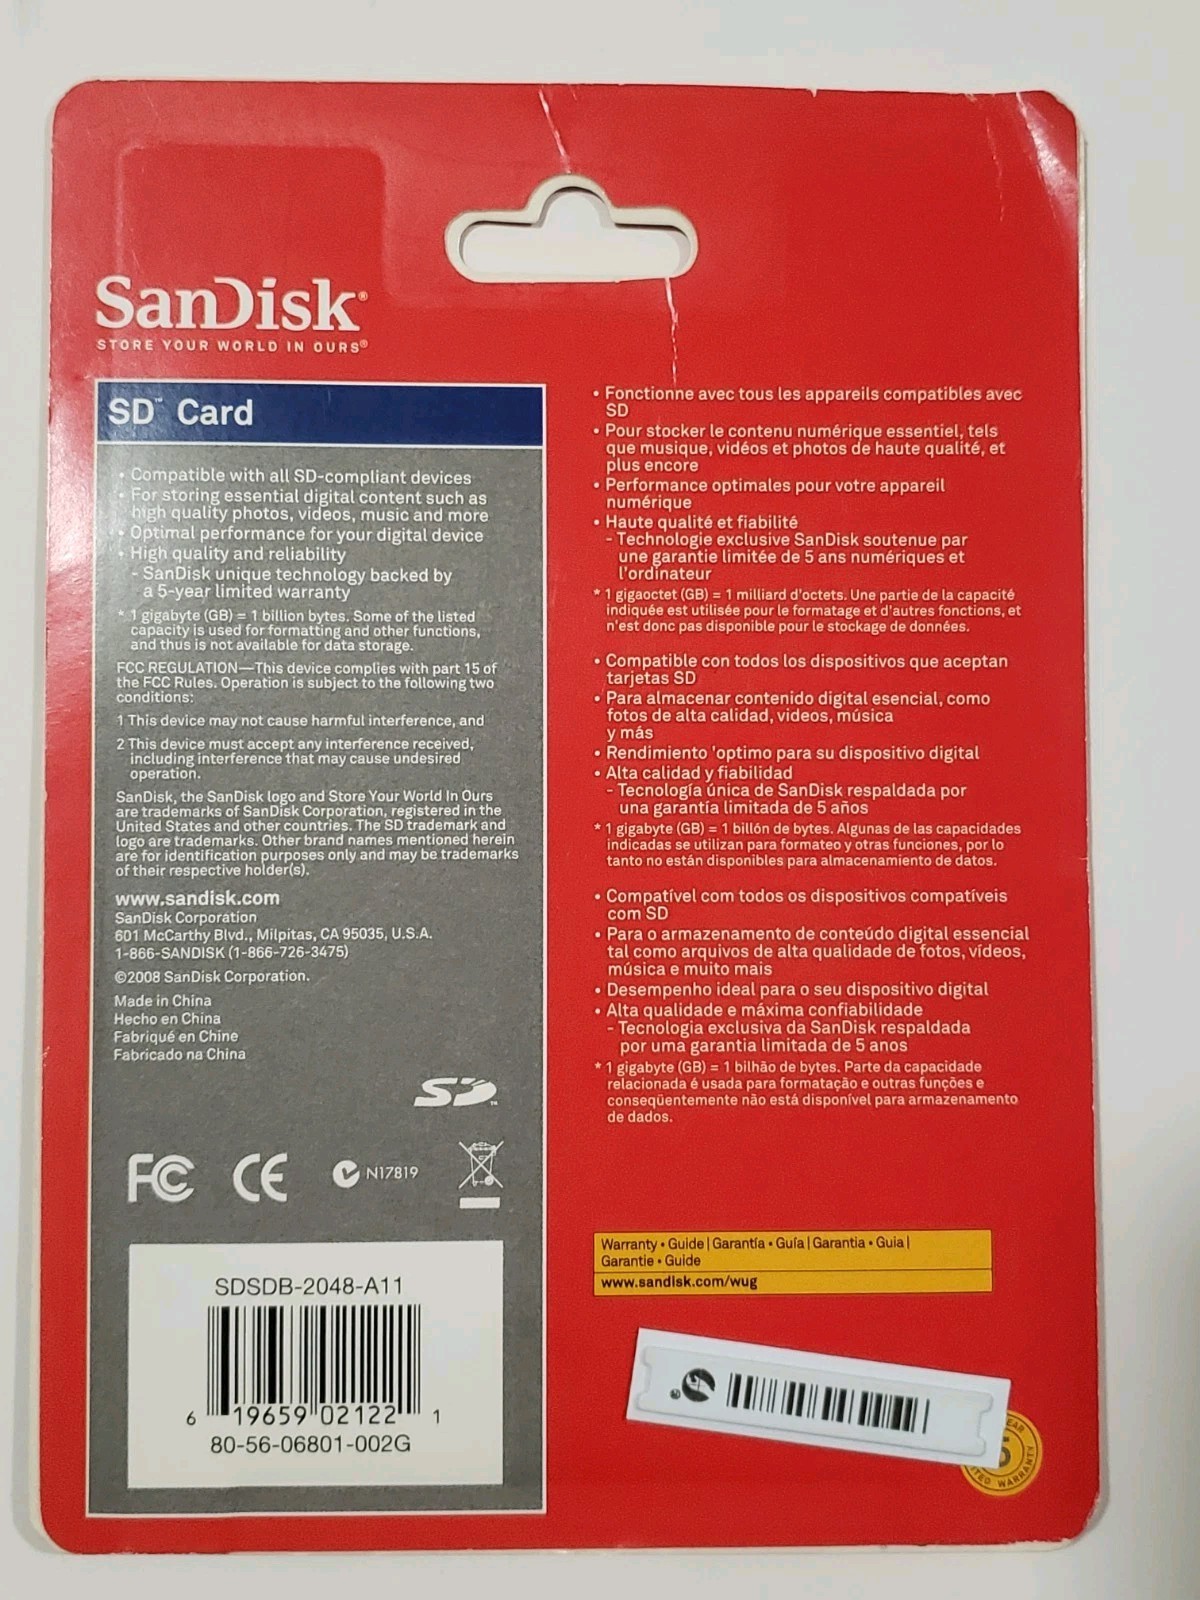 SanDisk®
STORE YOUR WORLD IN OURS®
SD™ Card
• Compatible with all SD-compliant devices
• For storing essential digital content such as
high quality photos, videos, music and more
• Optimal performance for your digital device
• High quality and reliability
- SanDisk unique technology backed by
a 5-year limited warranty
* 1 gigabyte (GB) = 1 billion bytes. Some of the listed
capacity is used for formatting and other functions,
and thus is not available for data storage.
FCC REGULATION—This device complies with part 15 of
the FCC Rules. Operation is subject to the following two
conditions:
1 This device may not cause harmful interference, and
2 This device must accept any interference received,
including interference that may cause undesired
operation.
SanDisk, the SanDisk logo and Store Your World In Ours
are trademarks of SanDisk Corporation, registered in the
United States and other countries. The SD trademark and
logo are trademarks. Other brand names mentioned herein
are for identification purposes only and may be trademarks
of their respective holder(s).
www.sandisk.com
SanDisk Corporation
601 McCarthy Blvd., Milpitas, CA 95035, U.S.A.
1-866-SANDISK (1-866-726-3475)
©2008 SanDisk Corporation.
Made in China
Hecho en China
Fabriqué en Chine
Fabricado na China
SD™
FC CE N17819
SDSDB-2048-A11
6 19659 02122 1
80-56-06801-002G
• Fonctionne avec tous les appareils compatibles avec
SD
• Pour stocker le contenu numérique essentiel, tels
que musique, vidéos et photos de haute qualité, et
plus encore
• Performance optimales pour votre appareil
numérique
• Haute qualité et fiabilité
- Technologie exclusive SanDisk soutenue par
une garantie limitée de 5 ans numériques et
l'ordinateur
* 1 gigaoctet (GB) = 1 milliard d'octets. Une partie de la capacité
indiquée est utilisée pour le formatage et d'autres fonctions, et
n'est donc pas disponible pour le stockage de données.
• Compatible con todos los dispositivos que aceptan
tarjetas SD
• Para almacenar contenido digital esencial, como
fotos de alta calidad, videos, música
y más
• Rendimiento 'optimo para su dispositivo digital
• Alta calidad y fiabilidad
- Tecnología única de SanDisk respaldada por
una garantía limitada de 5 años
* 1 gigabyte (GB) = 1 billón de bytes. Algunas de las capacidades
indicadas se utilizan para formateo y otras funciones, por lo
tanto no están disponibles para almacenamiento de datos.
• Compatível com todos os dispositivos compatíveis
com SD
• Para o armazenamento de conteúdo digital essencial
tal como arquivos de alta qualidade de fotos, vídeos,
música e muito mais
• Desempenho ideal para o seu dispositivo digital
• Alta qualidade e máxima confiabilidade
- Tecnologia exclusiva da SanDisk respaldada
por uma garantia limitada de 5 anos
* 1 gigabyte (GB) = 1 bilhão de bytes. Parte da capacidade
relacionada é usada para formatação e outras funções e
conseqüentemente não está disponível para armazenamento
de dados.
Warranty • Guide | Garantía • Guía | Garantia • Guia |
Garantie • Guide
www.sandisk.com/wug
WARRANTY